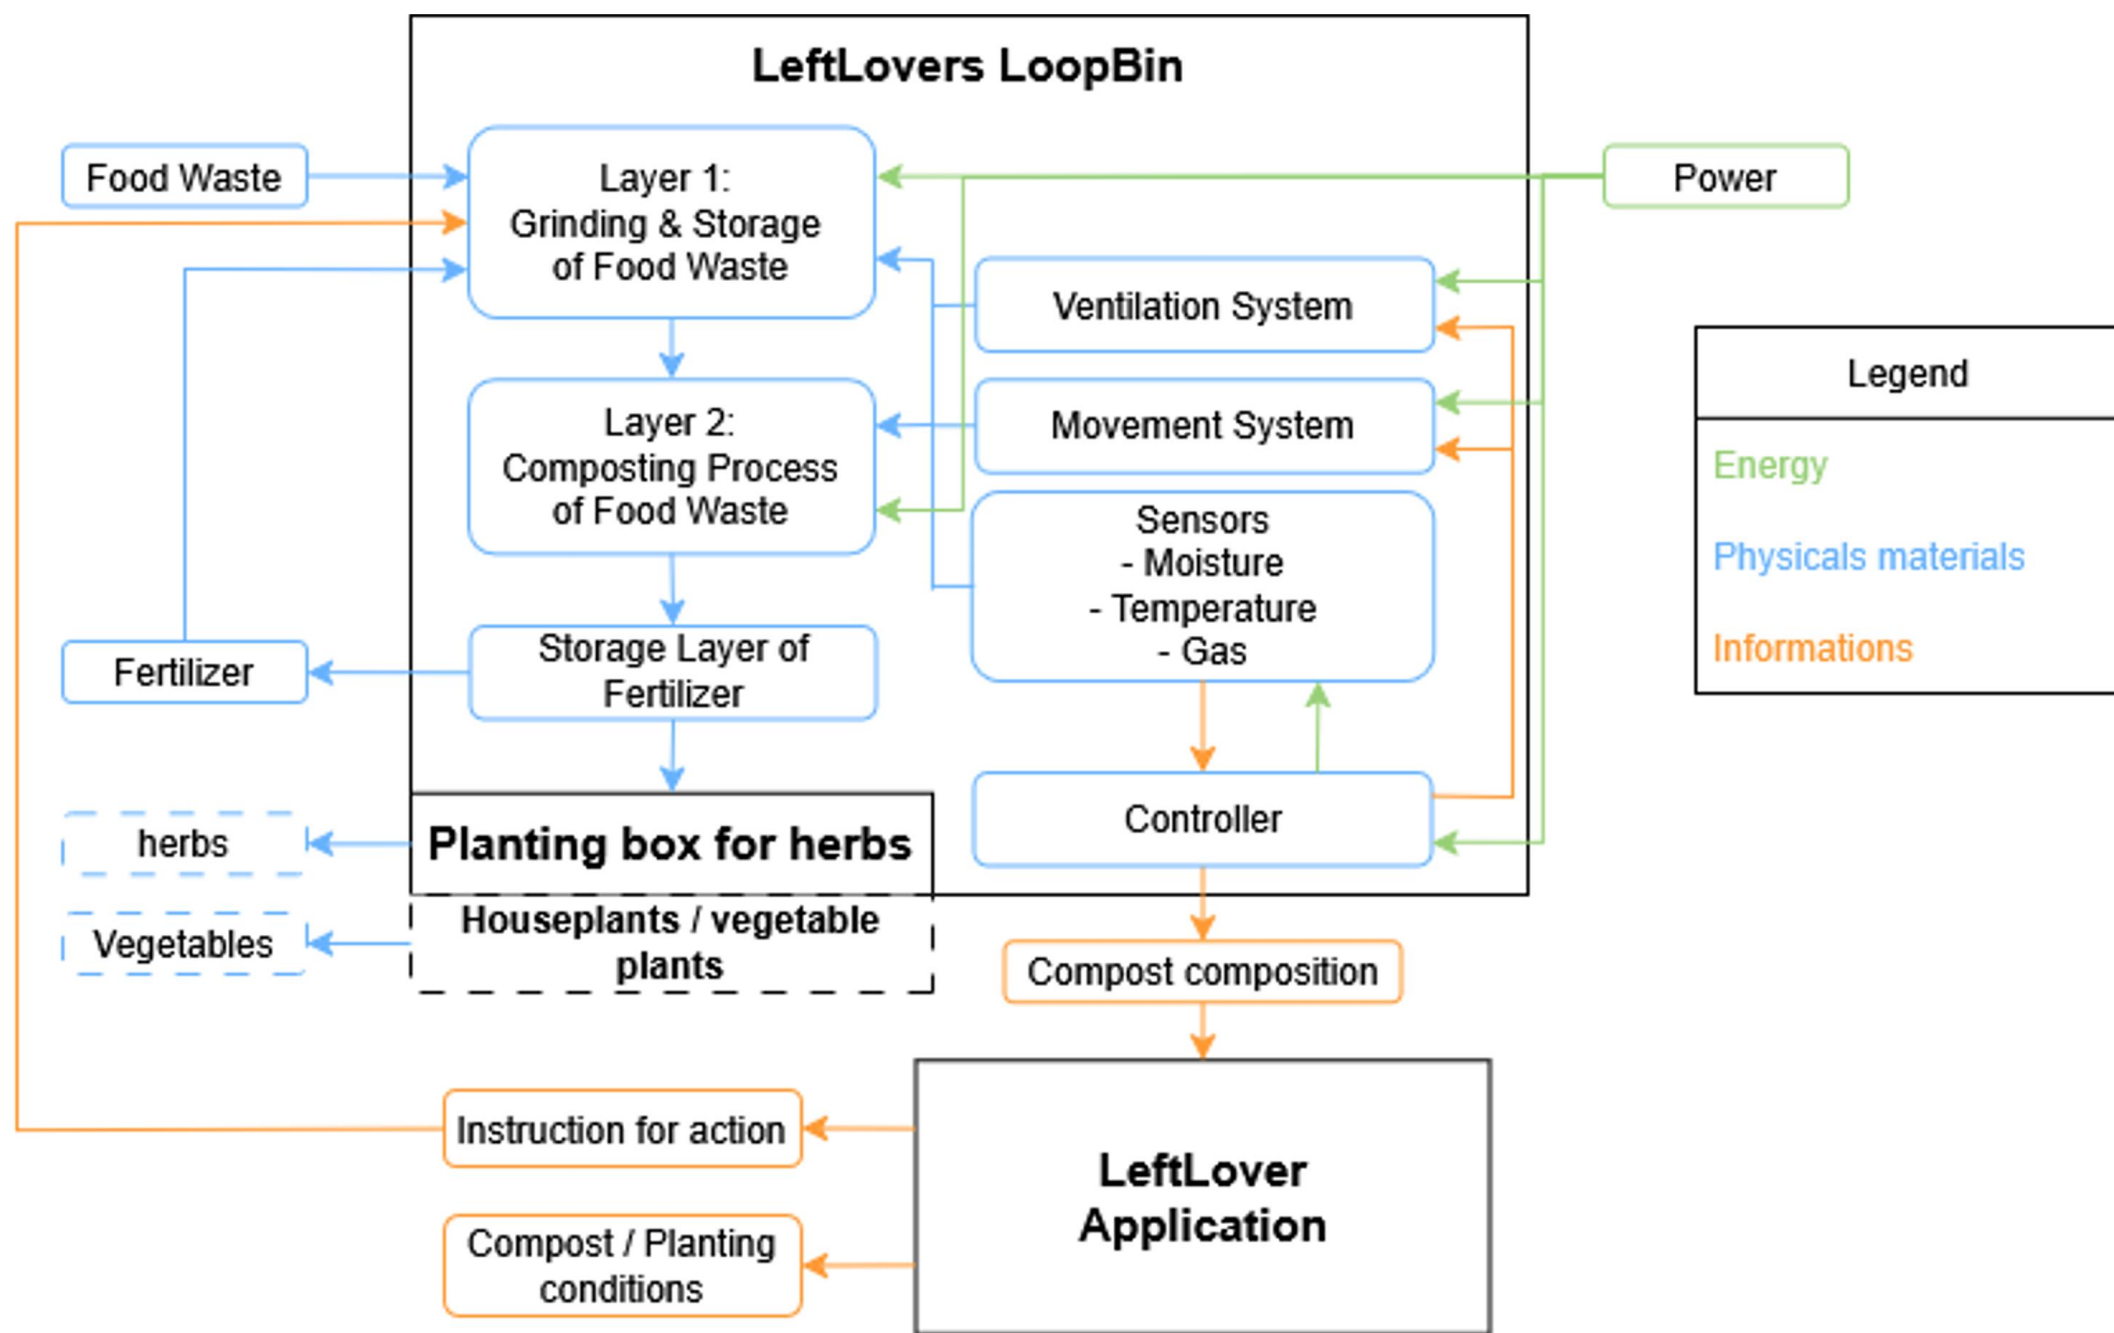 LeftLovers LoopBin
Food Waste
Layer 1:
Grinding & Storage
of Food Waste
Power
Ventilation System
Layer 2:
Composting Process
of Food Waste
Movement System
Sensors
- Moisture
- Temperature
- Gas
Legend
Energy
Physicals materials
Informations
Fertilizer
Storage Layer of
Fertilizer
Controller
herbs
Planting box for herbs
Vegetables
Houseplants / vegetable
plants
Compost composition
Instruction for action
LeftLover
Application
Compost / Planting
conditions